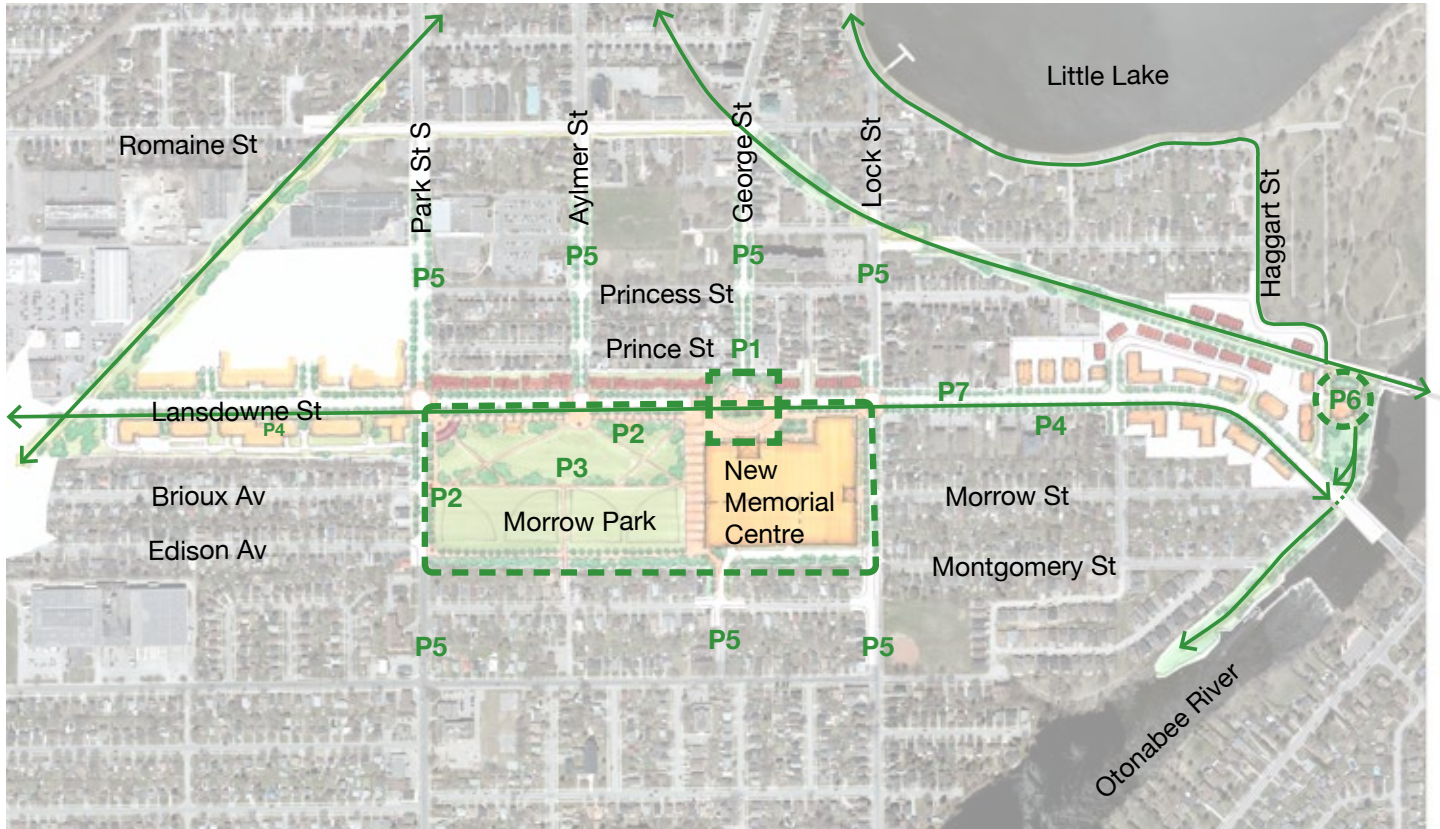 Little Lake
Romaine St
Park St S
Aylmer St
George St
Lock St
Haggart St
P5
P5
P5
P5
Princess St
Prince St
P1
P7
P6
Lansdowne St
P4
P2
P4
P3
P2
Brioux Av
Morrow Park
New
Memorial
Centre
Morrow St
Edison Av
Montgomery St
P5
P5
P5
Otonabee River